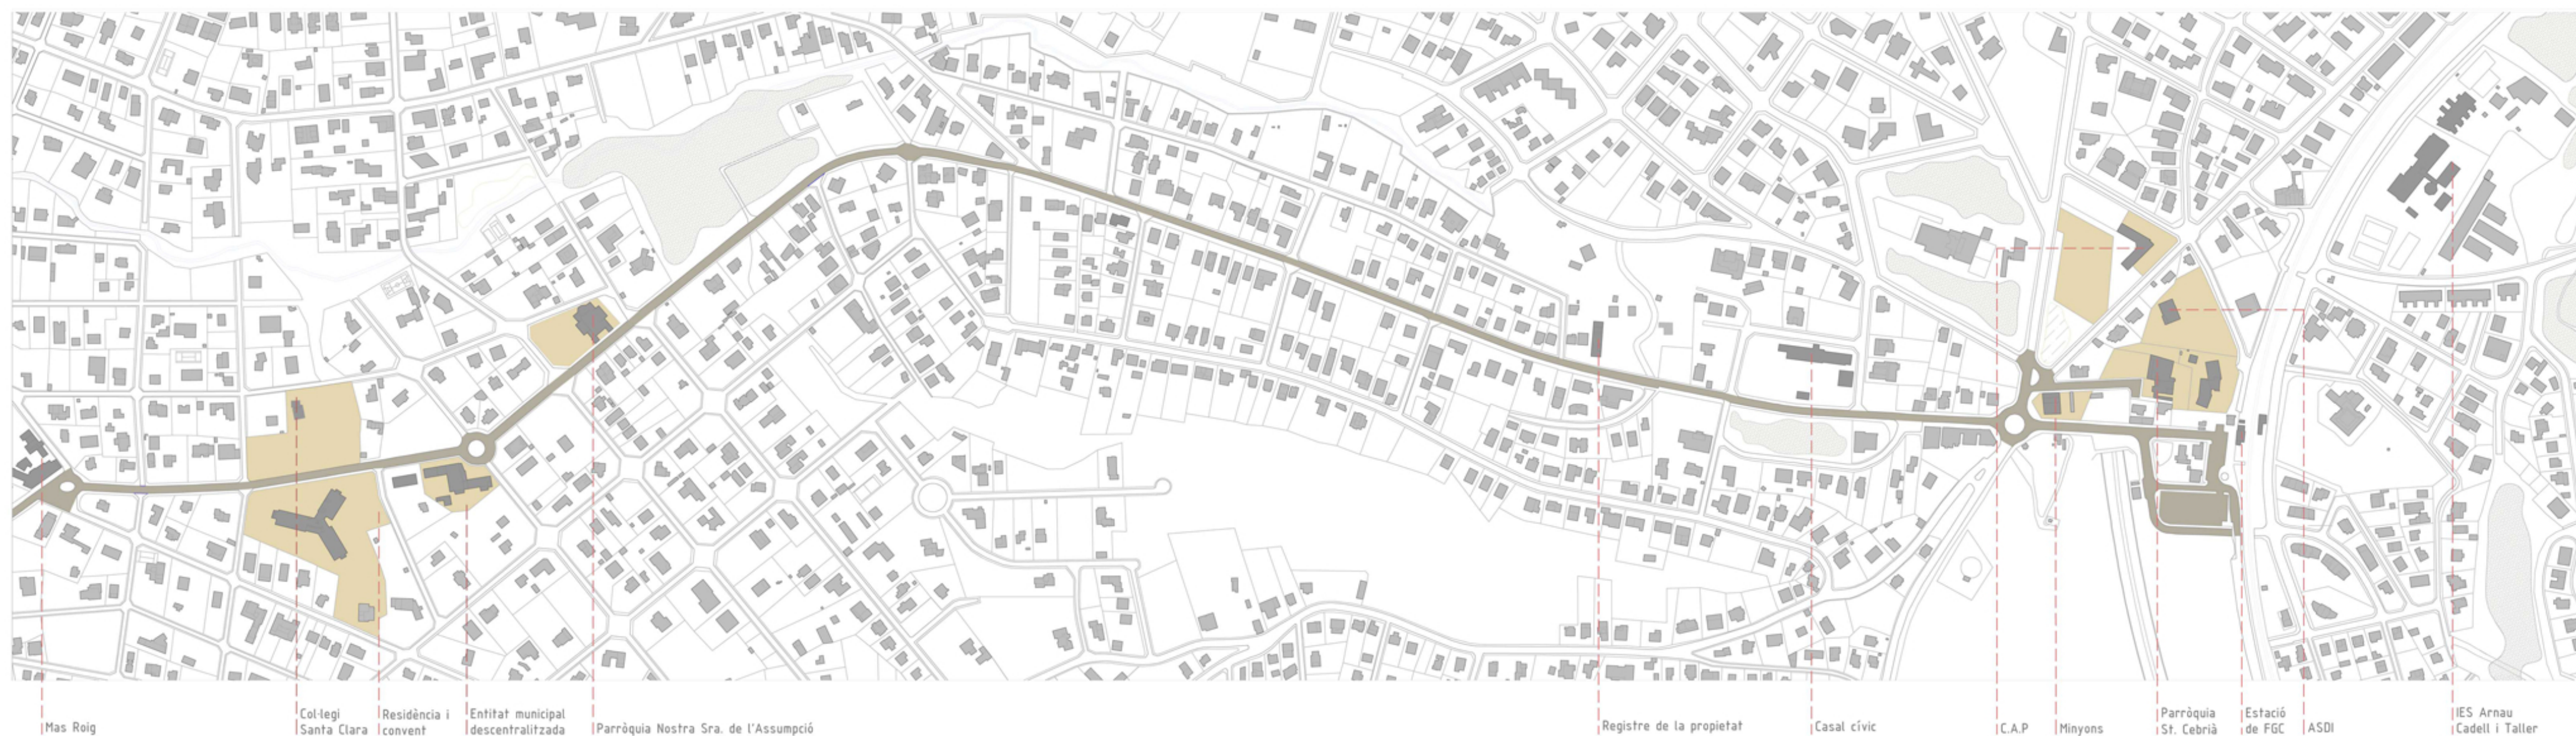 Mas Roig
Col·legi
Santa Clara
Residència i
convent
Entitat municipal
descentralitzada
Parròquia Nostra Sra. de l'Assumpció
Registre de la propietat
Casal cívic
C.A.P
Minyons
Parròquia
St. Cebrià
Estació
de FGC
ASDI
IES Arnau
Cadell i Taller